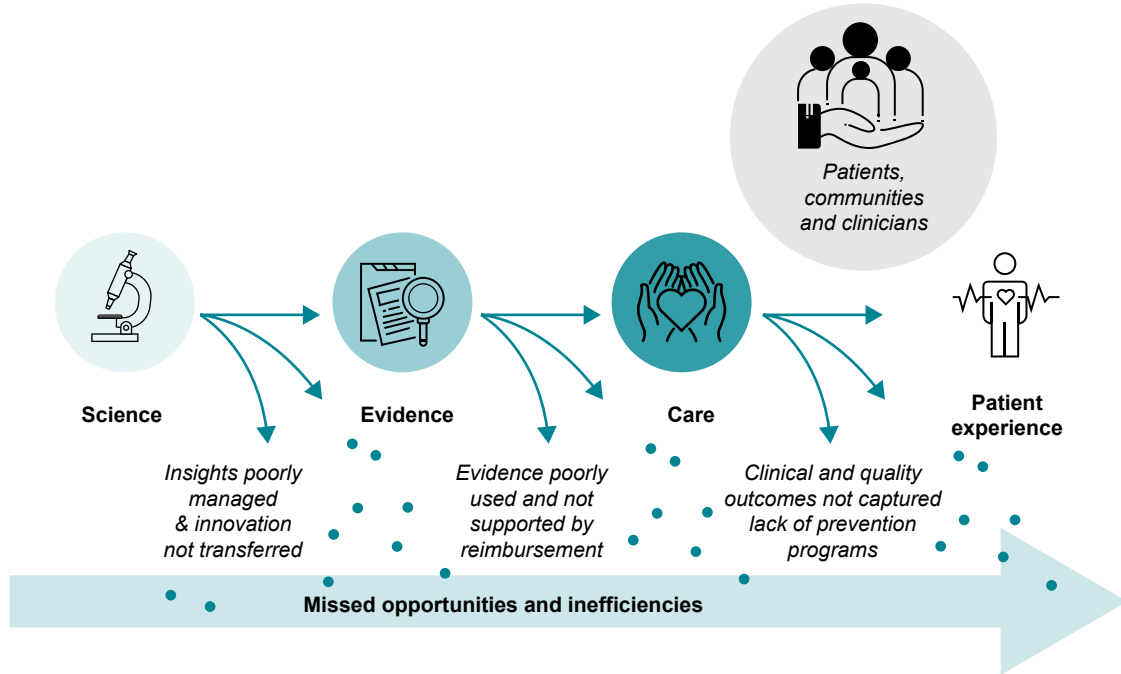 Patients,
communities
and clinicians
Science
Evidence
Care
Patient
experience
Insights poorly
managed
& innovation
not transferred
Evidence poorly
used and not
supported by
reimbursement
Clinical and quality
outcomes not captured
lack of prevention
programs
Missed opportunities and inefficiencies